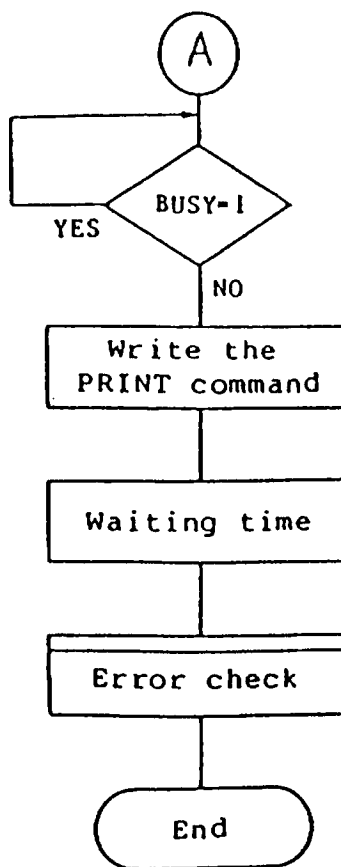 A
BUSY=1
YES
NO
Write the
PRINT command
Waiting time
Error check
End